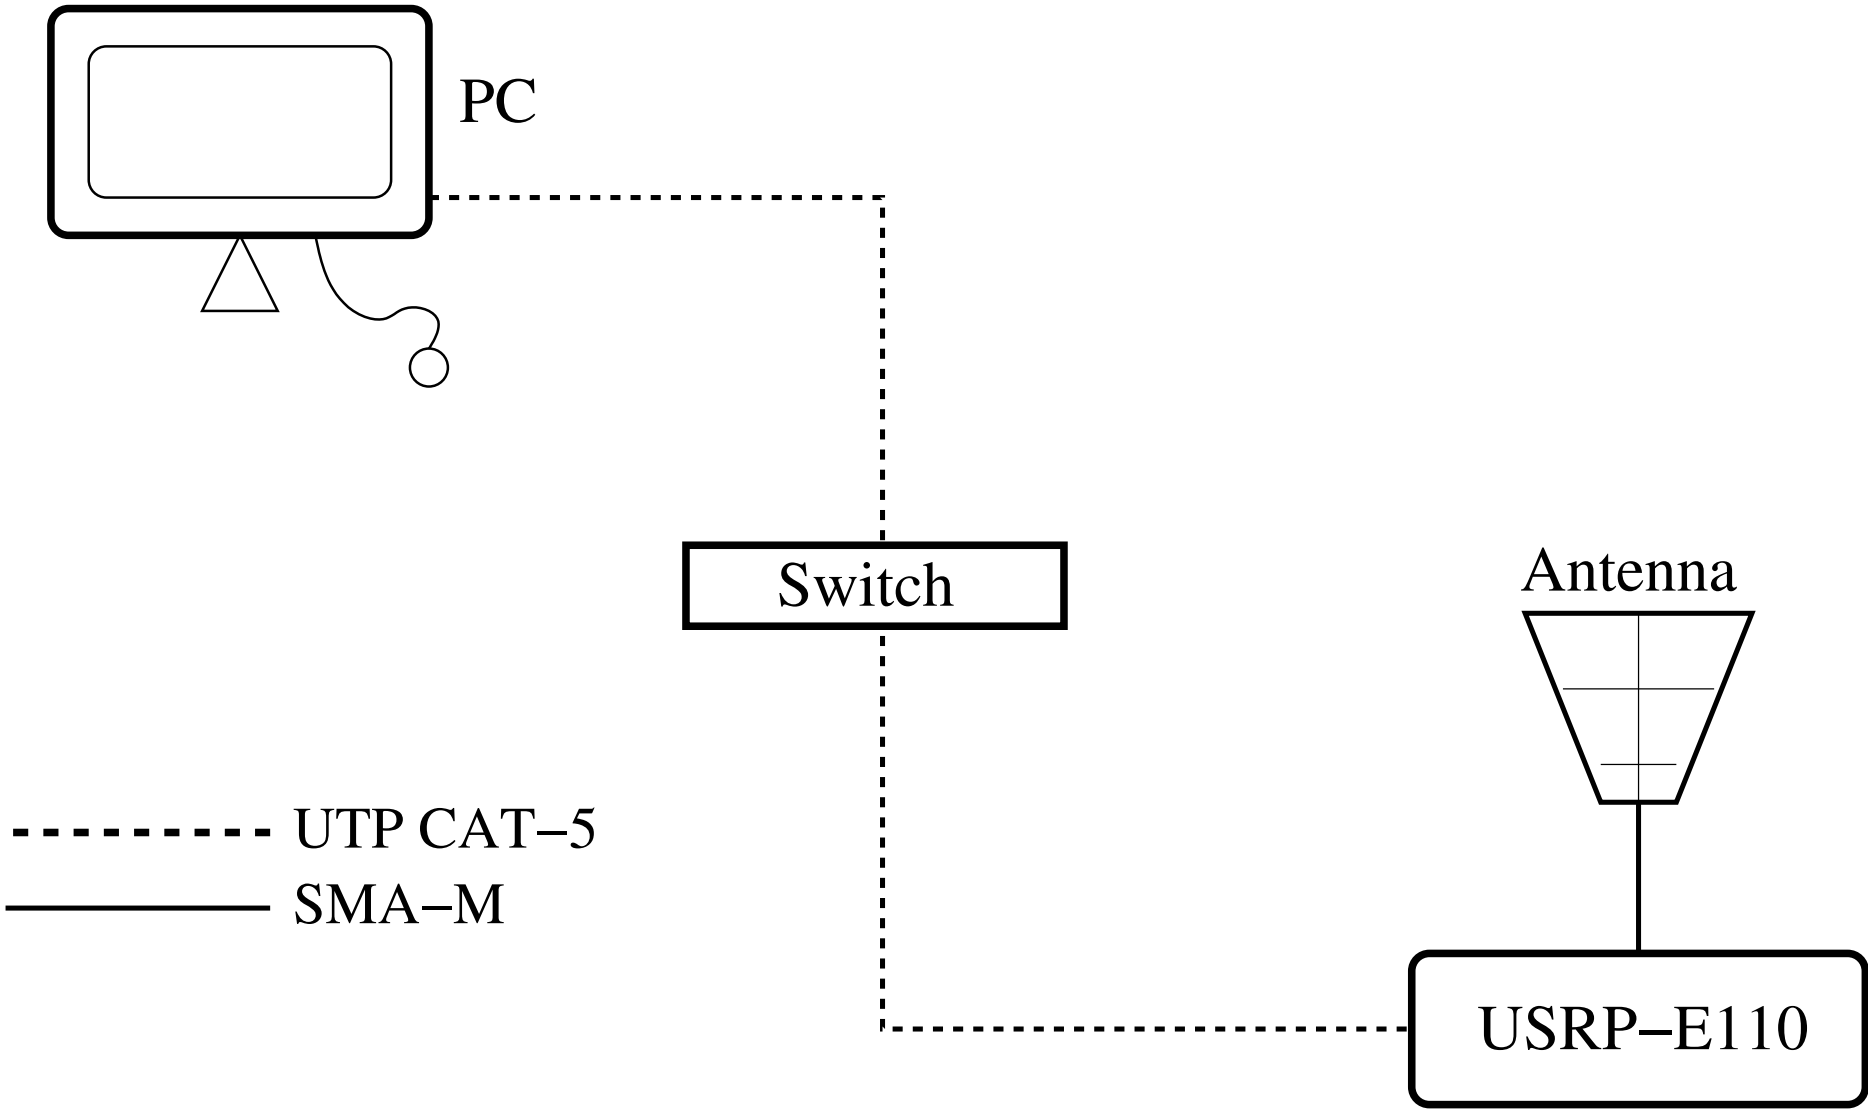 PC
Switch
Antenna
UTP CAT–5
SMA–M
USRP–E110